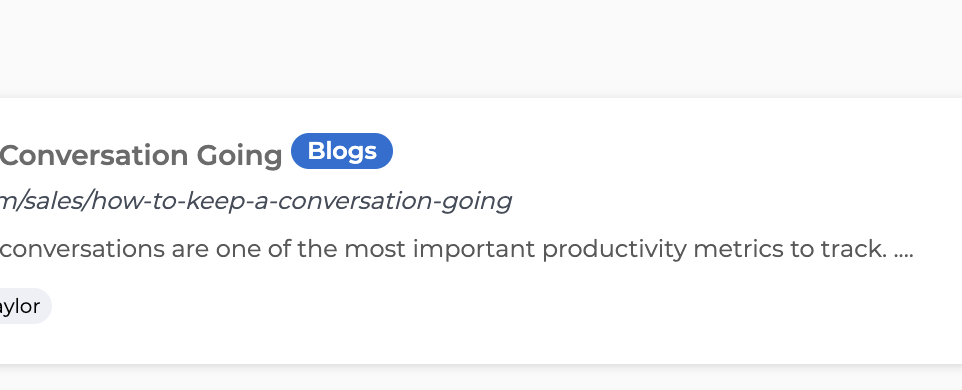 Conversation Going Blogs
m/sales/how-to-keep-a-conversation-going
conversations are one of the most important productivity metrics to track. ....
aylor